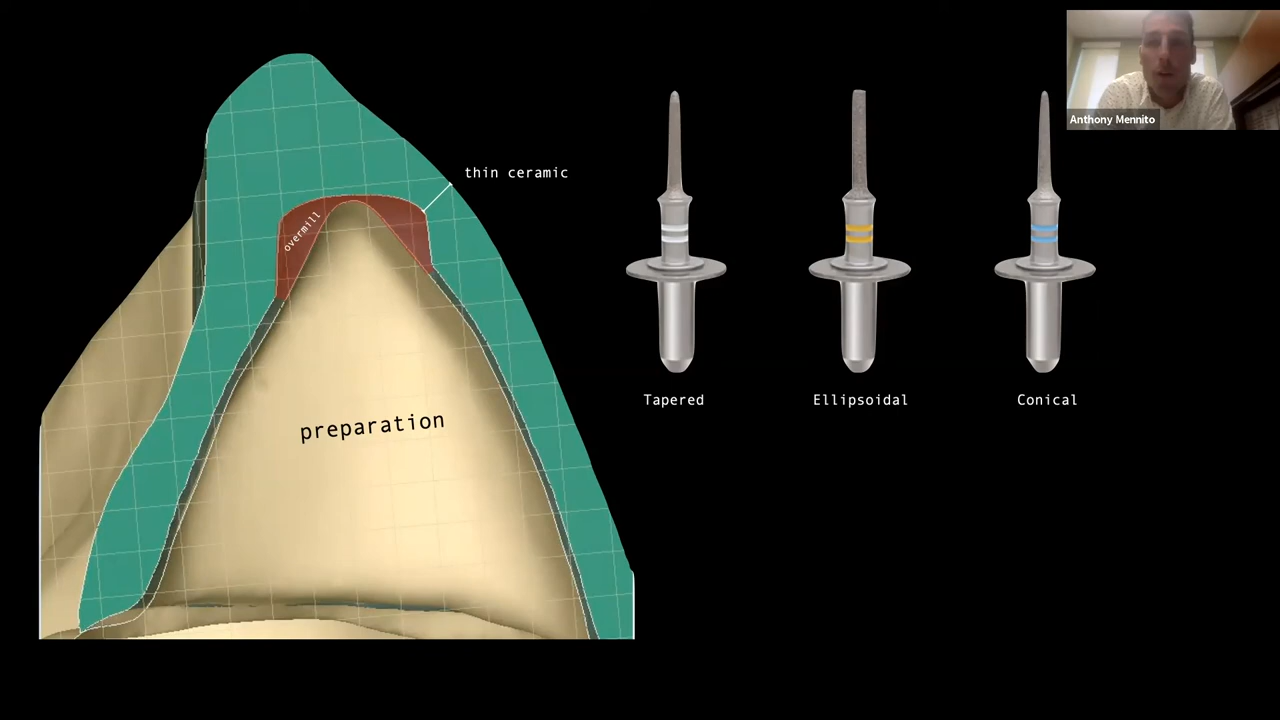 Anthony Mennito
thin ceramic
overmill
preparation
Tapered
Ellipsoidal
Conical